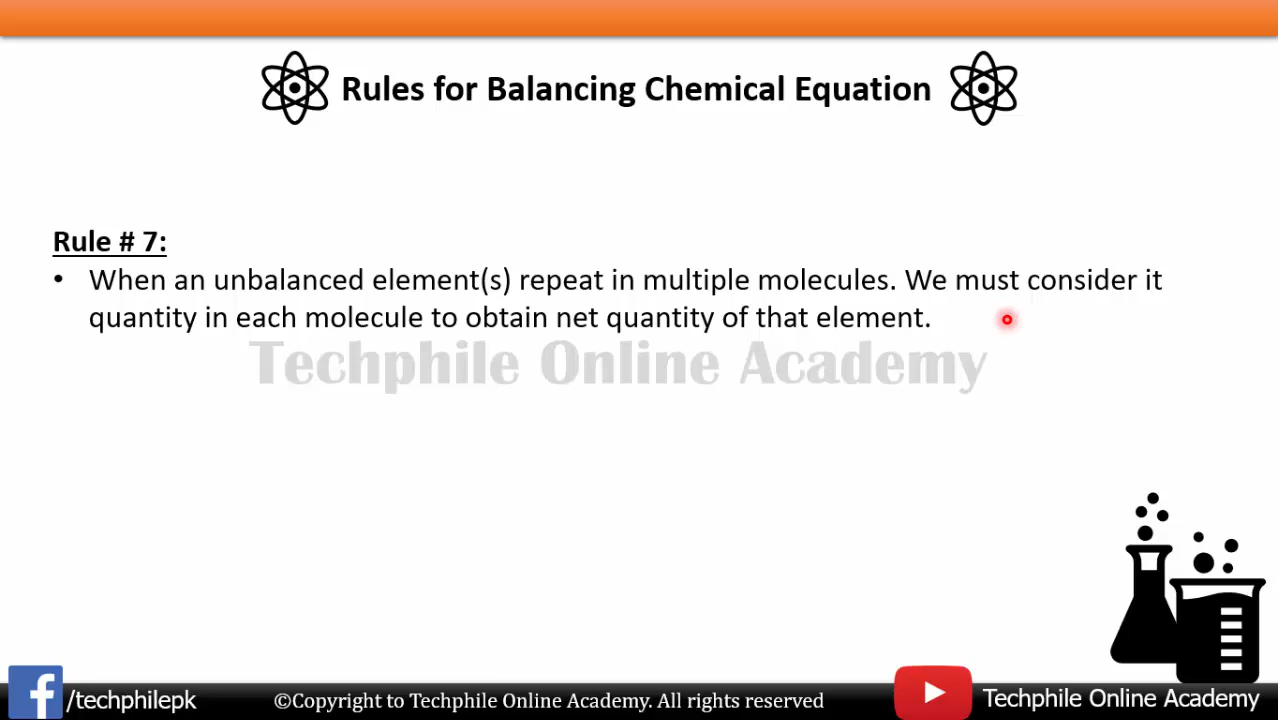 Rules for Balancing Chemical Equation
Rule # 7:
• When an unbalanced element(s) repeat in multiple molecules. We must consider it
quantity in each molecule to obtain net quantity of that element.
Techphile Online Academy
/techphilepk
©Copyright to Techphile Online Academy. All rights reserved
Techphile Online Academy